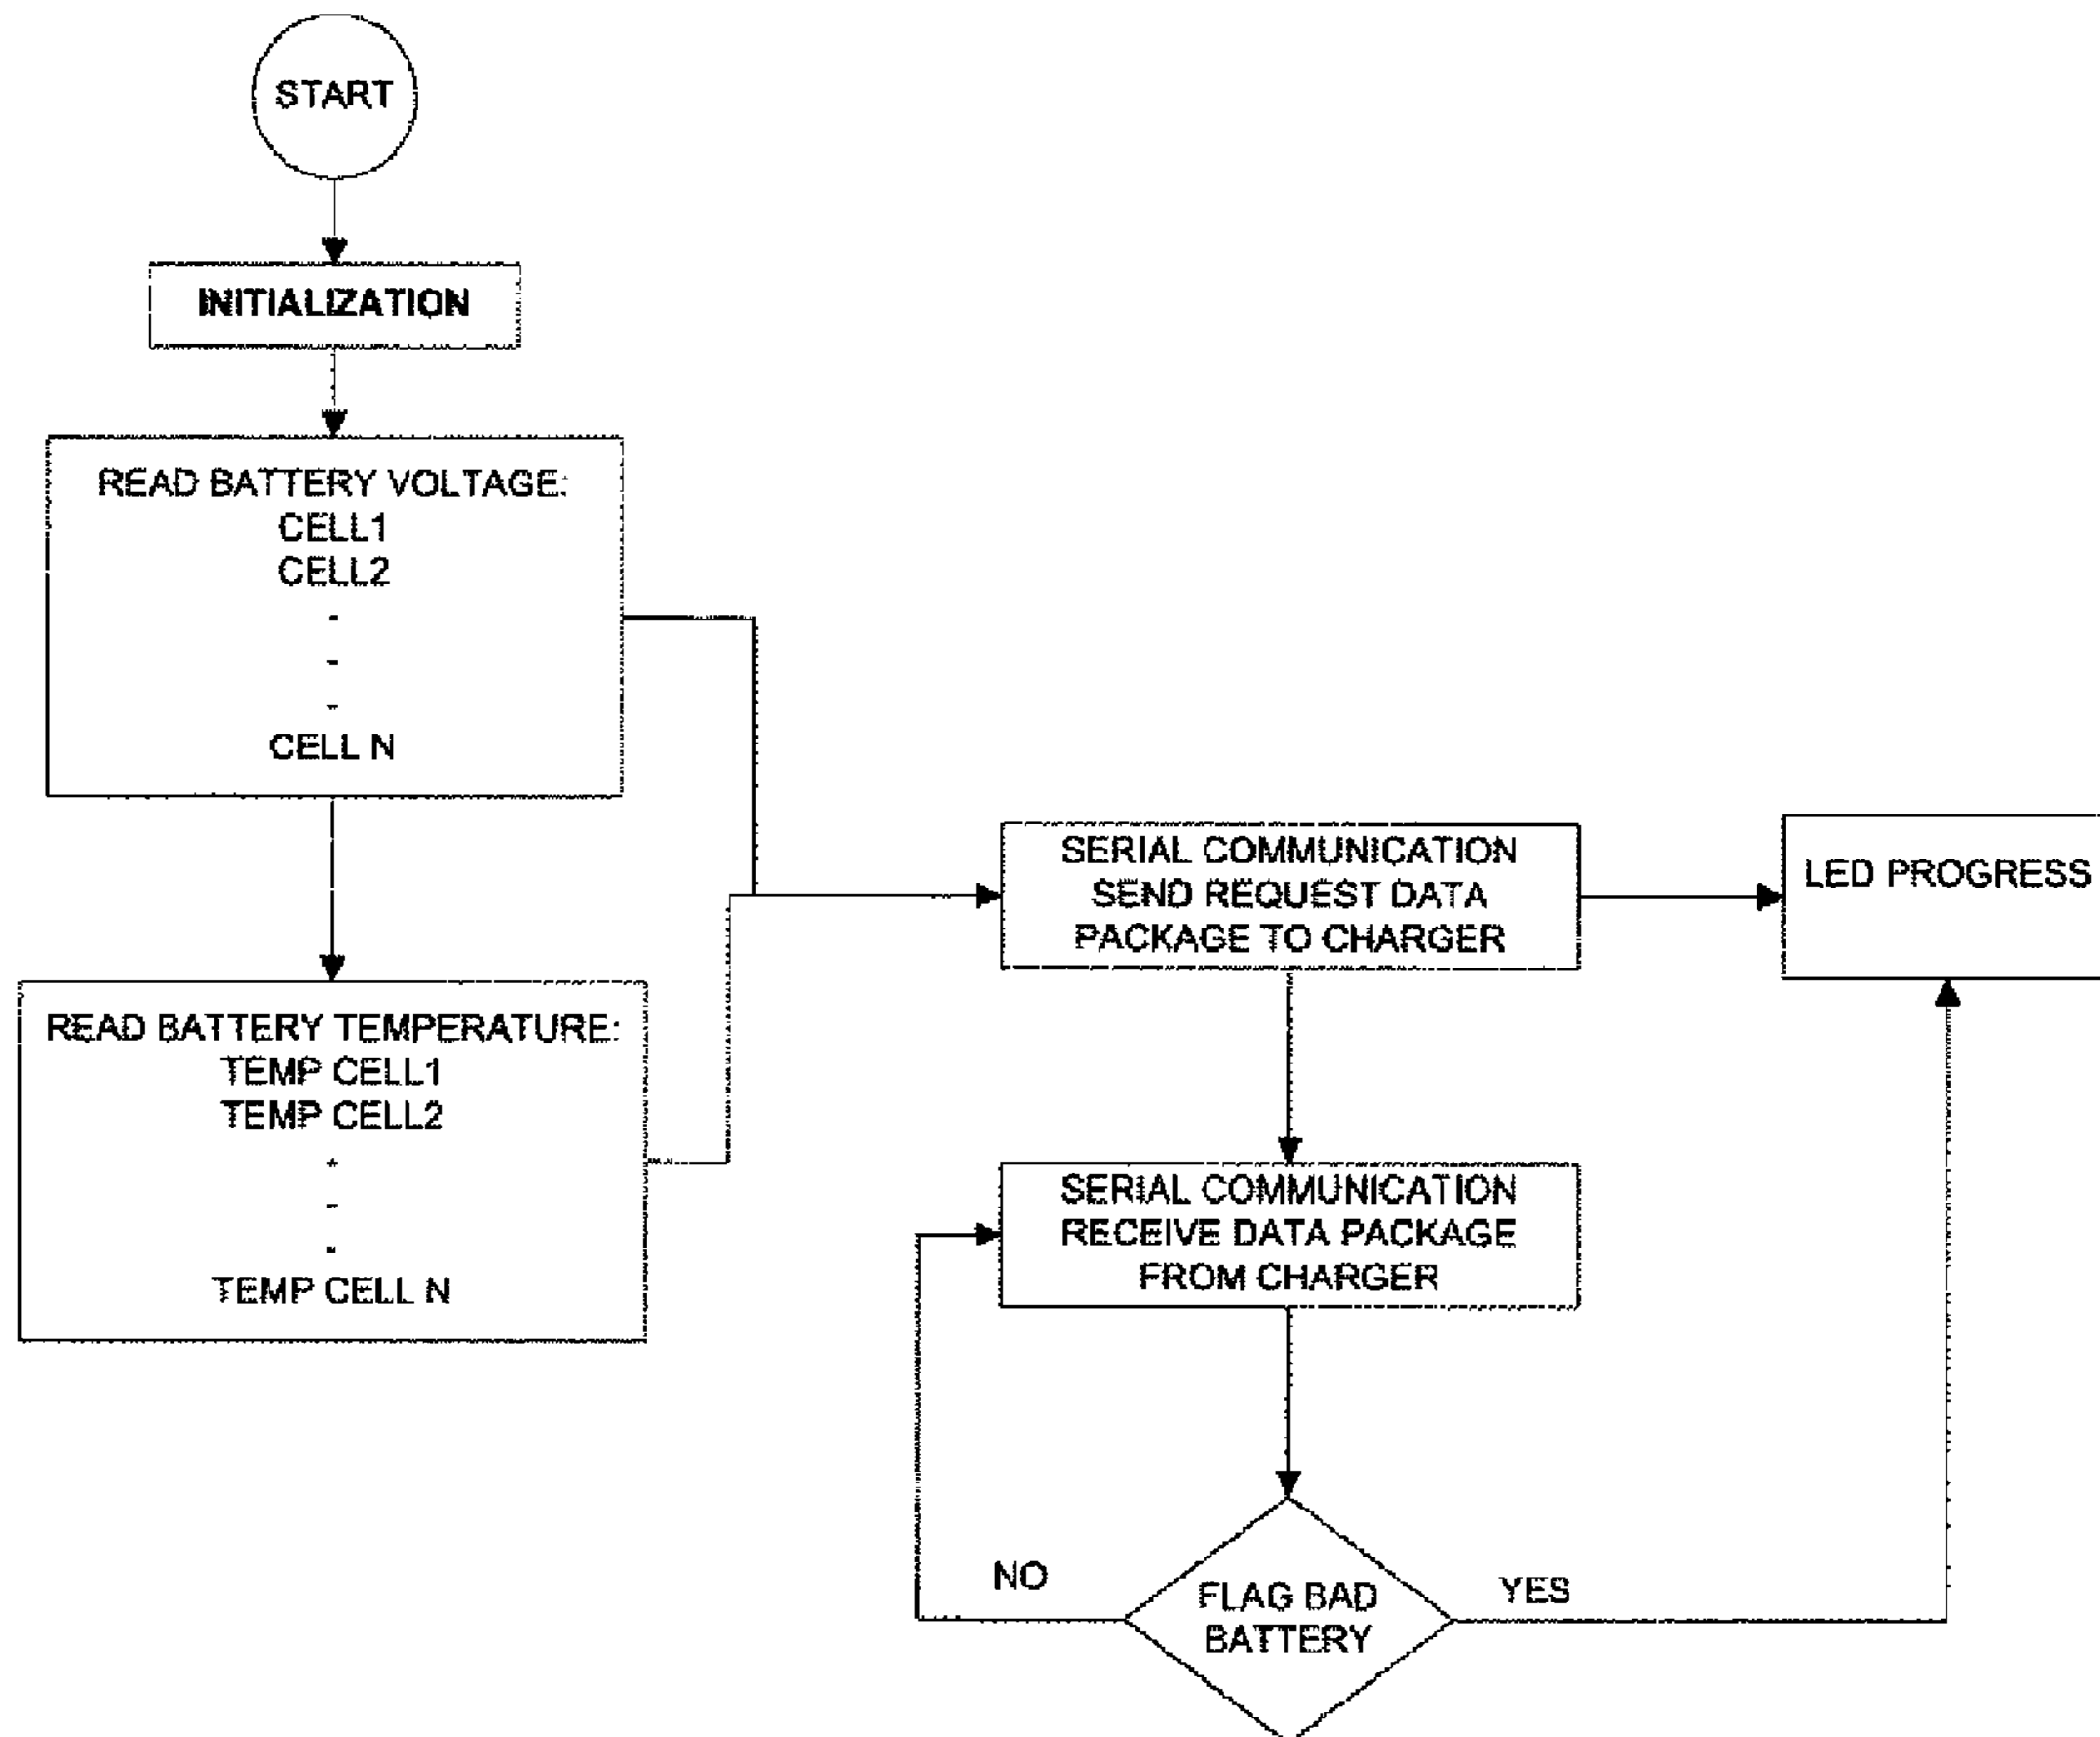 START
INITIALIZATION
READ BATTERY VOLTAGE:
CELL1
CELL2
CELL N
READ BATTERY TEMPERATURE:
TEMP CELL1
TEMP CELL2
TEMP CELL N
SERIAL COMMUNICATION
SEND REQUEST DATA
PACKAGE TO CHARGER
LED PROGRESS
SERIAL COMMUNICATION
RECEIVE DATA PACKAGE
FROM CHARGER
NO
FLAG BAD
BATTERY
YES